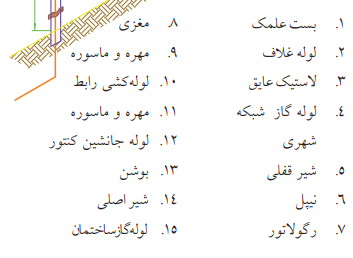 ۱. بست علمک
۲. لوله غلاف
۳. لاستیک عایق
۴. لوله گاز شبکه
شهری
۵. شیر قفلی
۶. نیپل
۷. رگولاتور
۸. مغزی
۹. مهره و ماسوره
۱۰. لوله‌کشی رابط
۱۱. مهره و ماسوره
۱۲. لوله جانشین کنتور
۱۳. بوشن
۱۴. شیر اصلی
۱۵. لوله‌گازساختمان